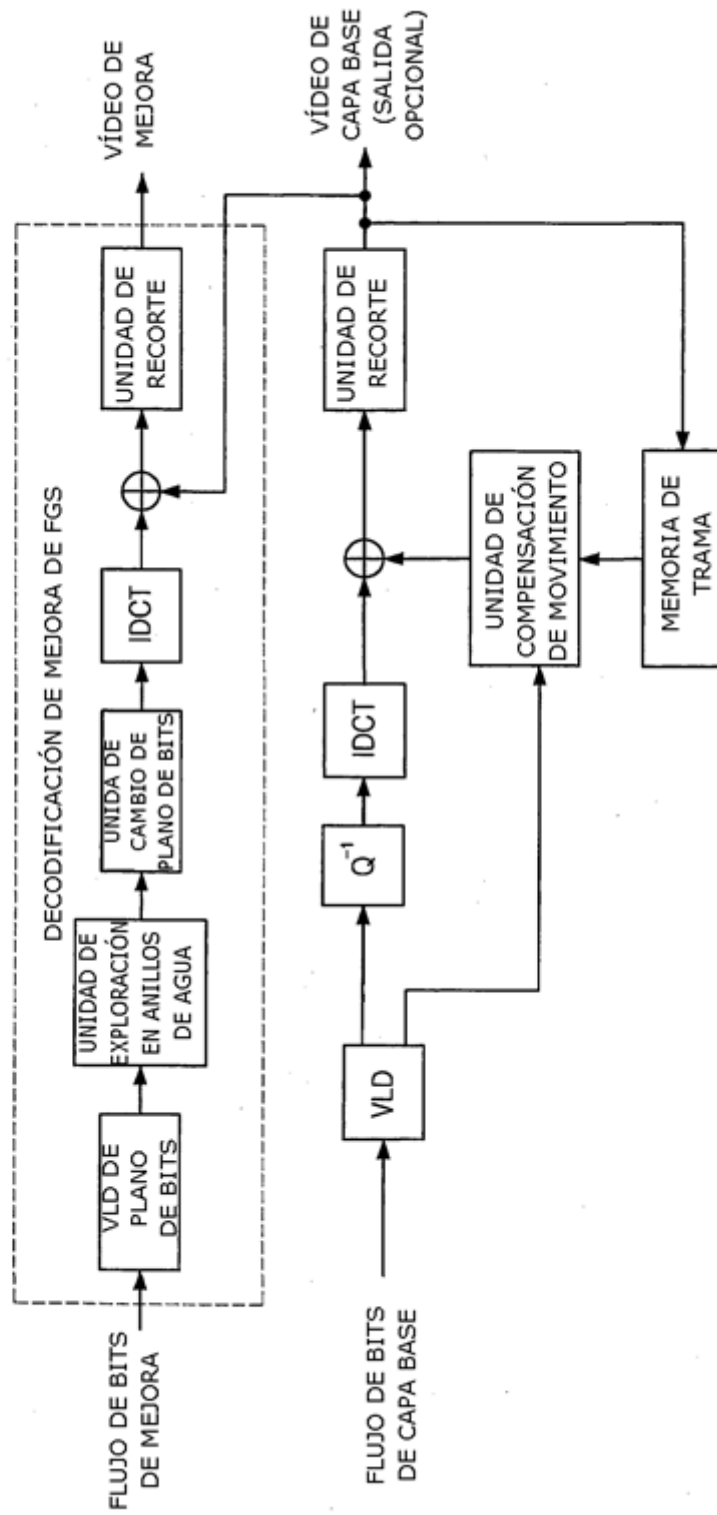 DECODIFICACIÓN DE MEJORA DE FGS
FLUJO DE BITS
DE MEJORA
VLD DE
PLANO
DE BITS
UNIDAD DE
EXPLORACIÓN
EN ANILLOS
DE AGUA
UNIDA DE
CAMBIO DE
PLANO DE BITS
IDCT
UNIDAD DE
RECORTE
VÍDEO DE
MEJORA
FLUJO DE BITS
DE CAPA BASE
VLD
Q⁻¹
IDCT
UNIDAD DE
RECORTE
VÍDEO DE
CAPA BASE
(SALIDA
OPCIONAL)
UNIDAD DE
COMPENSACIÓN
DE MOVIMIENTO
MEMORIA DE
TRAMA